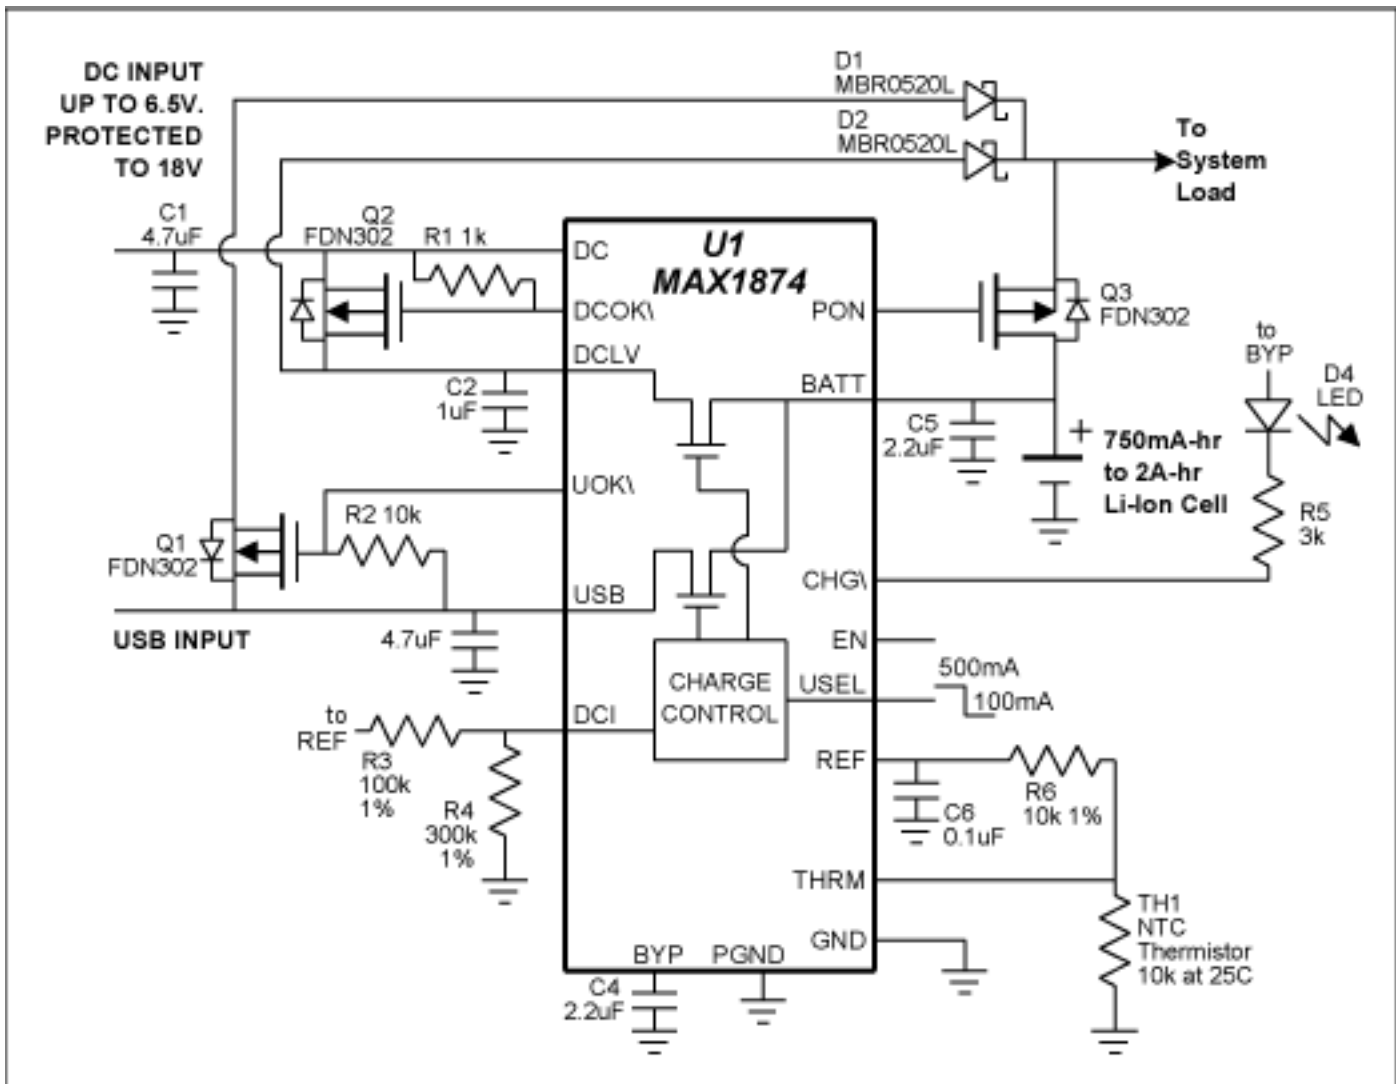 DC INPUT
UP TO 6.5V.
PROTECTED
TO 18V
D1
MBR0520L
D2
MBR0520L
To
System
Load
C1
4.7uF
Q2
FDN302
R1 1k
U1
MAX1874
DC
DCOK\
DCLV
PON
BATT
Q3
FDN302
to
BYP
D4
LED
C2
1uF
C5
2.2uF
+
750mA-hr
to 2A-hr
Li-Ion Cell
R5
3k
UOK\
R2 10k
Q1
FDN302
USB
CHG\
USB INPUT
4.7uF
EN
CHARGE
CONTROL
USEL
500mA
100mA
to
REF
DCI
R3
100k
1%
R4
300k
1%
REF
R6
10k 1%
C6
0.1uF
THRM
TH1
NTC
Thermistor
10k at 25C
GND
BYP
PGND
C4
2.2uF